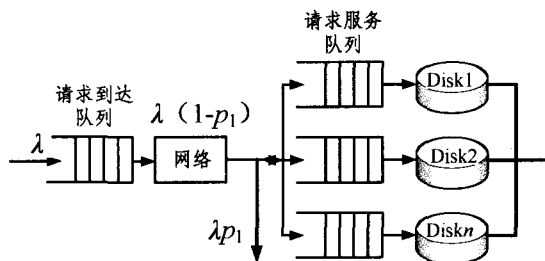 请求服务
队列
Disk1
请求到达
队列
λ（1-p₁）
λ
网络
Disk2
λp₁
Diskn